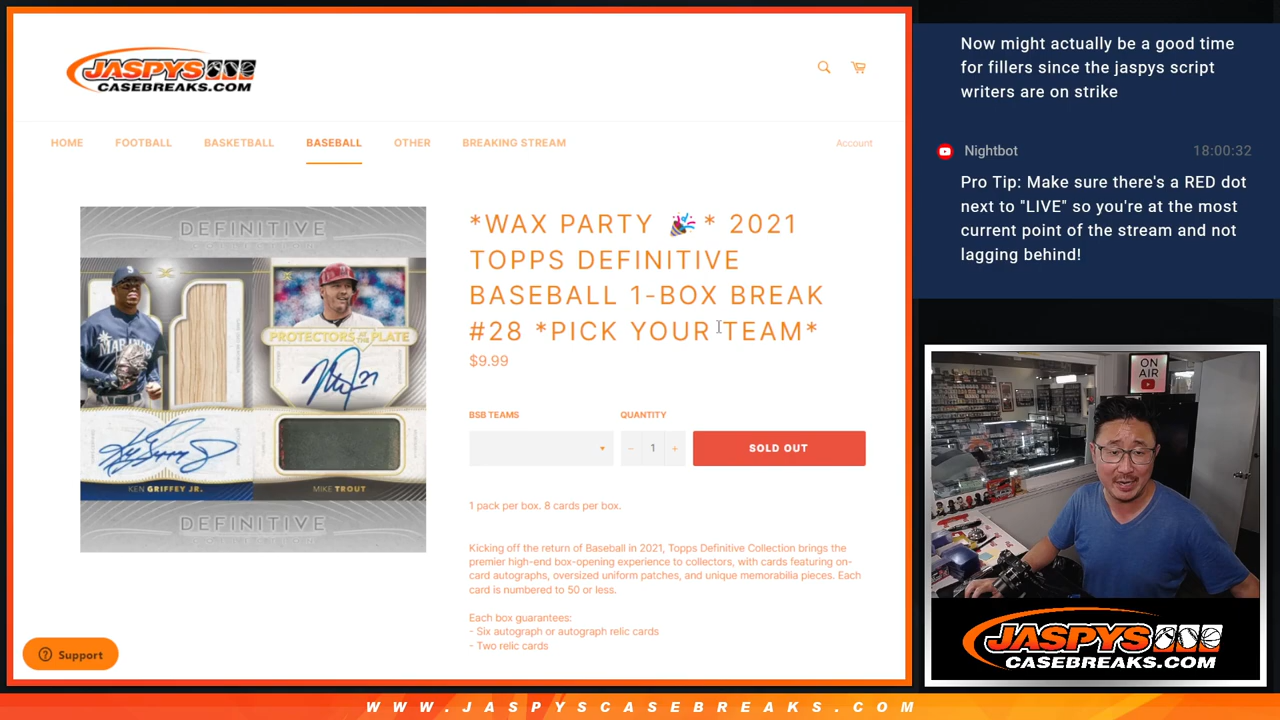 JASPYS
CASEBREAKS.COM
HOME
FOOTBALL
BASKETBALL
BASEBALL
OTHER
BREAKING STREAM
Account
DEFINITIVE
PROTECTORS OF THE PLATE
KEN GRIFFEY JR.
MIKE TROUT
DEFINITIVE
*WAX PARTY 🎉* 2021
TOPPS DEFINITIVE
BASEBALL 1-BOX BREAK
#28 *PICK YOUR TEAM*
$9.99
BSB TEAMS
QUANTITY
− 1 +
SOLD OUT
1 pack per box. 8 cards per box.
Kicking off the return of Baseball in 2021, Topps Definitive Collection brings the
premier high-end box-opening experience to collectors, with cards featuring on-
card autographs, oversized uniform patches, and unique memorabilia pieces. Each
card is numbered to 50 or less.
Each box guarantees:
- Six autograph or autograph relic cards
- Two relic cards
Support
Now might actually be a good time
for fillers since the jaspys script
writers are on strike
Nightbot
18:00:32
Pro Tip: Make sure there's a RED dot
next to "LIVE" so you're at the most
current point of the stream and not
lagging behind!
ON
AIR
JASPYS
CASEBREAKS.COM
WWW.JASPYSCASEBREAKS.COM